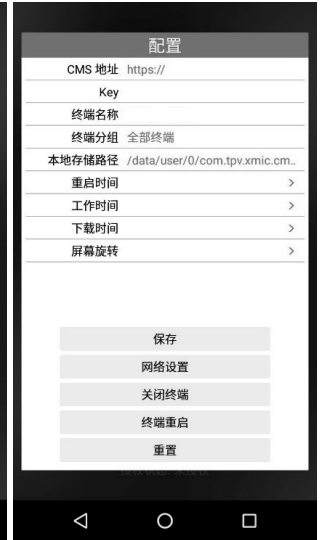 配置
CMS 地址 https://
Key
终端名称
终端分组 全部终端
本地存储路径 /data/user/0/com.tpv.xmic.cm..
重启时间 >
工作时间 >
下载时间 >
屏幕旋转 >
保存
网络设置
关闭终端
终端重启
重置